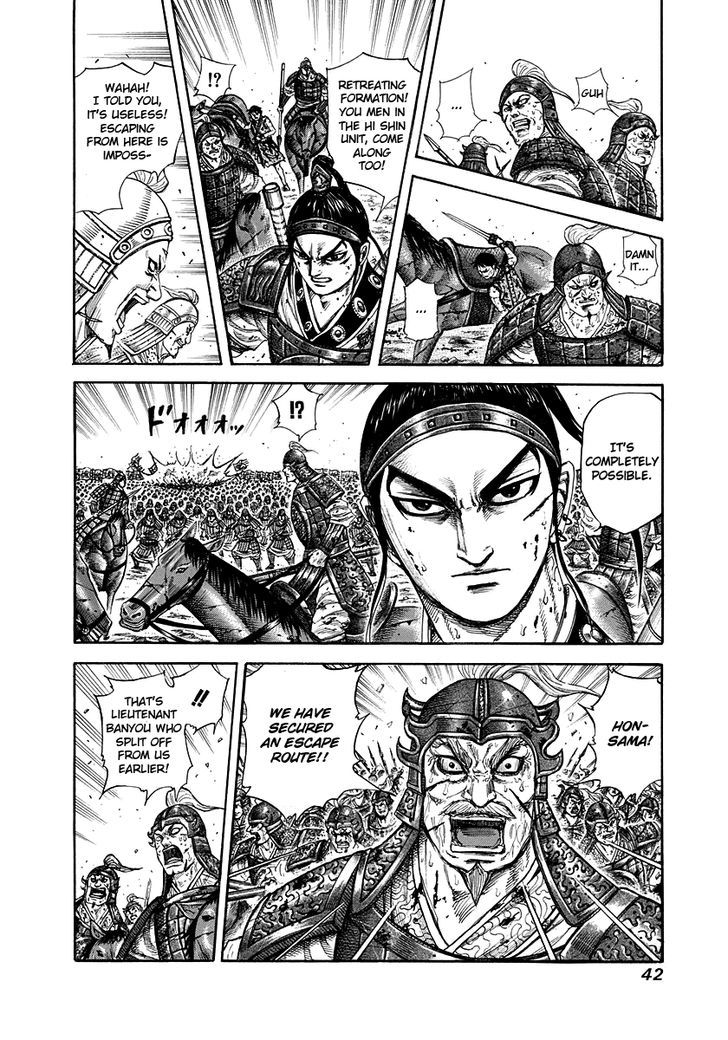 ...
GUH
DAMN
IT...
...
RETREATING
FORMATION!
YOU MEN IN
THE HI SHIN
UNIT, COME
ALONG
TOO!
!?
WAHAH!
I TOLD YOU,
IT'S USELESS!
ESCAPING
FROM HERE IS
IMPOSS-
IT'S
COMPLETELY
POSSIBLE.
!?
ドォオオッ
HON-
SAMA!
WE HAVE
SECURED
AN ESCAPE
ROUTE!!
!!
THAT'S
LIEUTENANT
BANYOU WHO
SPLIT OFF
FROM US
EARLIER!
42